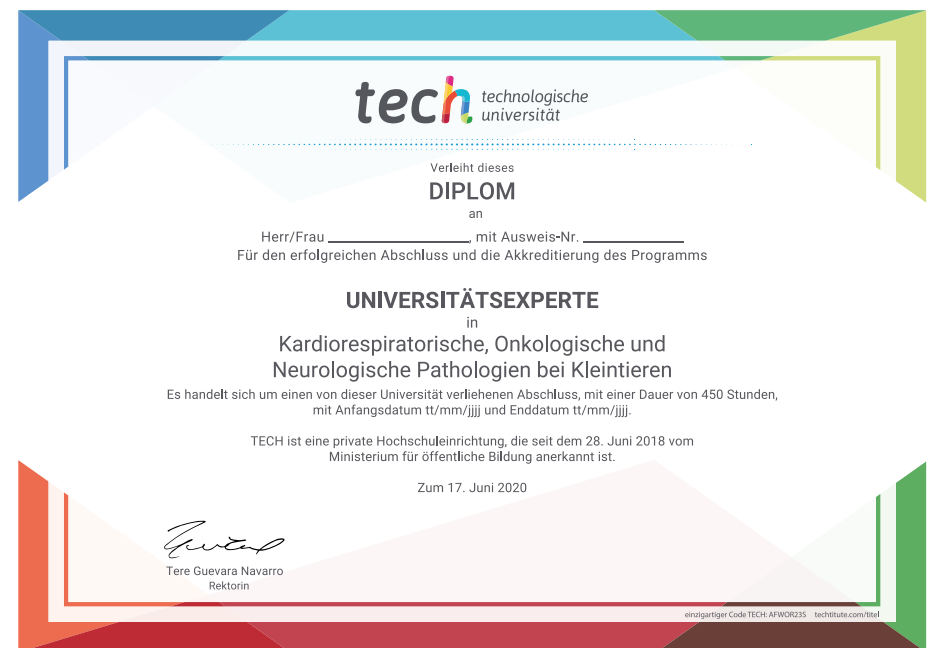 tech technologische
universität
Verleiht dieses
DIPLOM
an
Herr/Frau ____________________, mit Ausweis-Nr. ______________
Für den erfolgreichen Abschluss und die Akkreditierung des Programms
UNIVERSITÄTSEXPERTE
in
Kardiorespiratorische, Onkologische und
Neurologische Pathologien bei Kleintieren
Es handelt sich um einen von dieser Universität verliehenen Abschluss, mit einer Dauer von 450 Stunden,
mit Anfangsdatum tt/mm/jjjj und Enddatum tt/mm/jjjj.
TECH ist eine private Hochschuleinrichtung, die seit dem 28. Juni 2018 vom
Ministerium für öffentliche Bildung anerkannt ist.
Zum 17. Juni 2020
Tere Guevara Navarro
Rektorin
einzigartiger Code TECH: AFWOR23S techtitute.com/titel